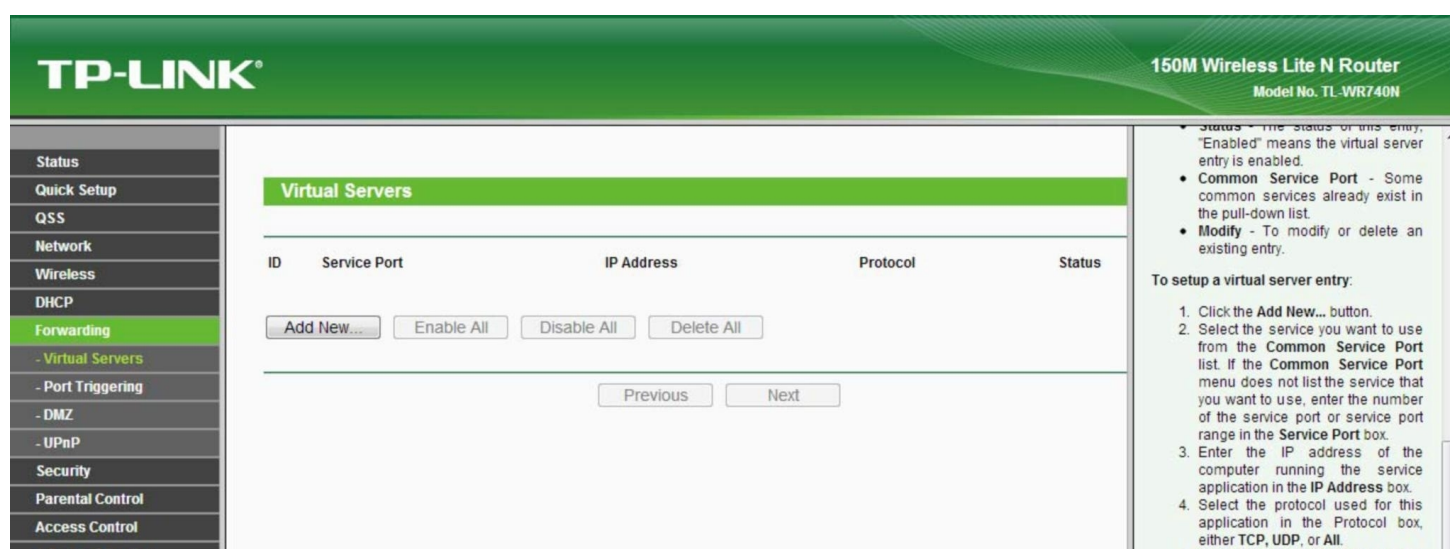 TP-LINK®
150M Wireless Lite N Router
Model No. TL-WR740N
Status
Quick Setup
QSS
Network
Wireless
DHCP
Forwarding
- Virtual Servers
- Port Triggering
- DMZ
- UPnP
Security
Parental Control
Access Control
Virtual Servers
ID Service Port IP Address Protocol Status
Add New... Enable All Disable All Delete All
Previous Next
• Status - The status of this entry,
"Enabled" means the virtual server
entry is enabled.
• Common Service Port - Some
common services already exist in
the pull-down list.
• Modify - To modify or delete an
existing entry.
To setup a virtual server entry:
1. Click the Add New... button.
2. Select the service you want to use
from the Common Service Port
list. If the Common Service Port
menu does not list the service that
you want to use, enter the number
of the service port or service port
range in the Service Port box.
3. Enter the IP address of the
computer running the service
application in the IP Address box.
4. Select the protocol used for this
application in the Protocol box,
either TCP, UDP, or All.